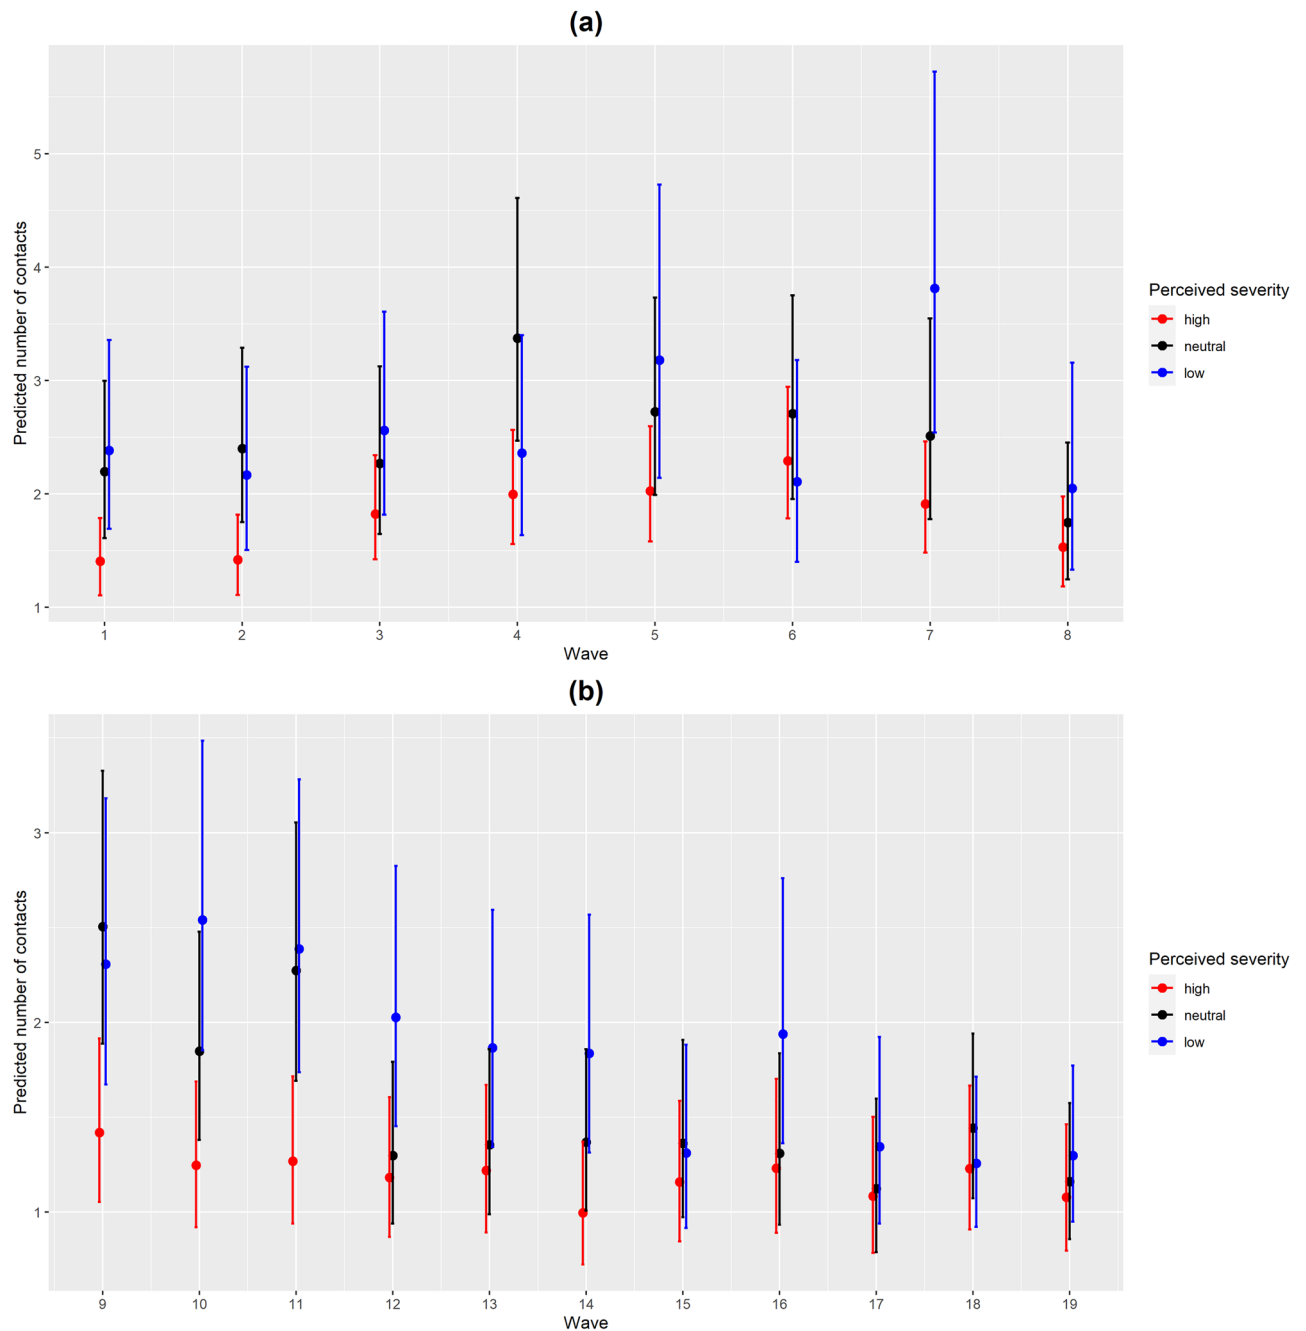 (a)
Predicted number of contacts
5
4
3
2
1
1 2 3 4 5 6 7 8
Wave
Perceived severity
high
neutral
low
(b)
Predicted number of contacts
3
2
1
9 10 11 12 13 14 15 16 17 18 19
Wave
Perceived severity
high
neutral
low